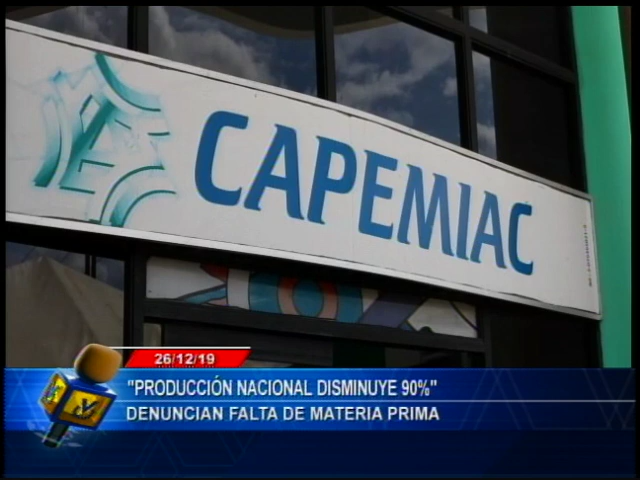 CAPEMIAC
26/12/19
"PRODUCCIÓN NACIONAL DISMINUYE 90%"
DENUNCIAN FALTA DE MATERIA PRIMA